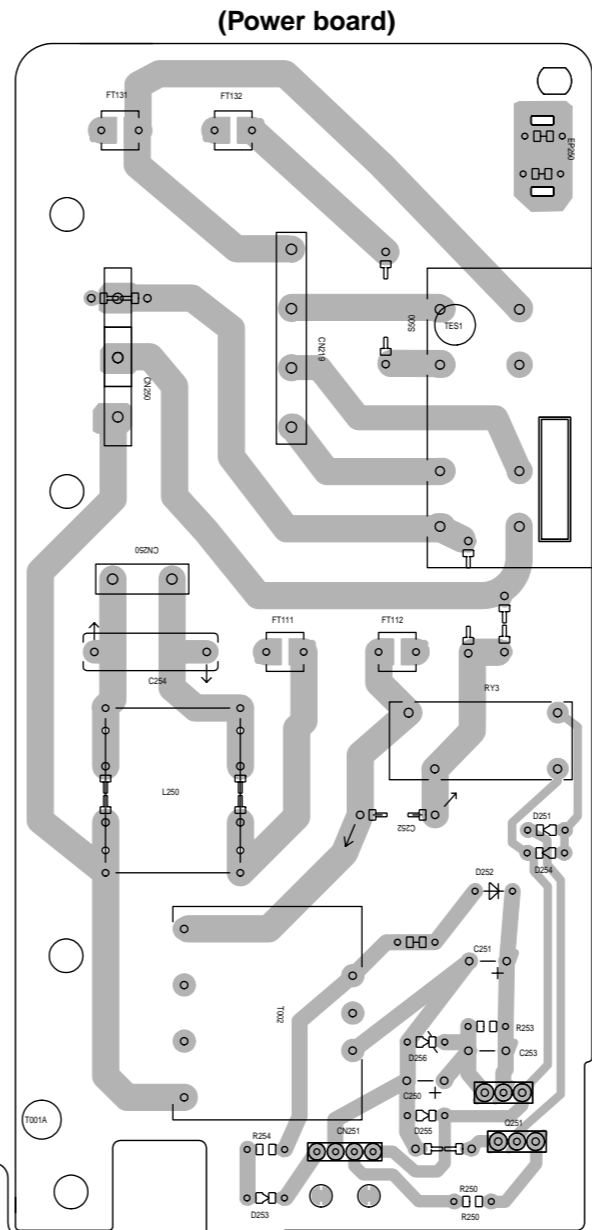 (Power board)
FT131
FT132
EP250
S500
TES1
CN219
CN250
CN250
FT111
FT112
C254
RY3
L250
D251
C252
D254
D252
C251
T002
R253
D256
C253
C250
T001A
D255
Q251
R254
CN251
R250
D253
R250